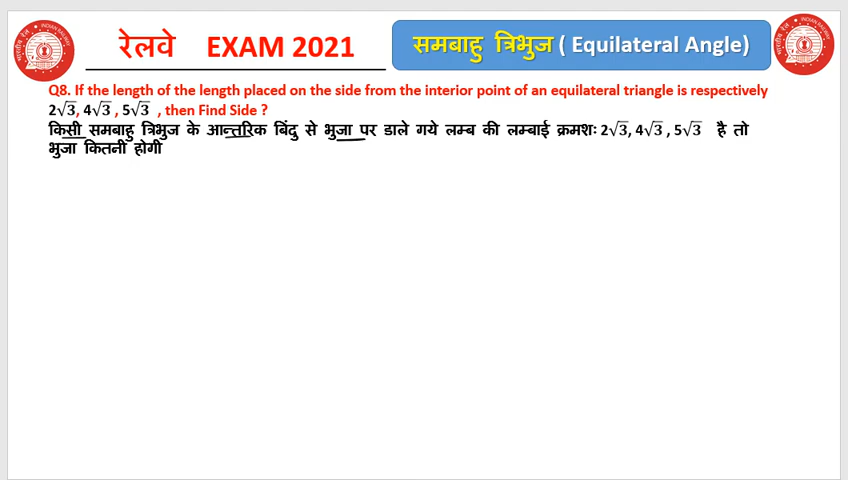 रेलवे EXAM 2021
समबाहु त्रिभुज ( Equilateral Angle)
Q8. If the length of the length placed on the side from the interior point of an equilateral triangle is respectively
2√3, 4√3 , 5√3 , then Find Side ?
किसी समबाहु त्रिभुज के आन्तरिक बिंदु से भुजा पर डाले गये लम्ब की लम्बाई क्रमशः 2√3, 4√3 , 5√3 है तो
भुजा कितनी होगी